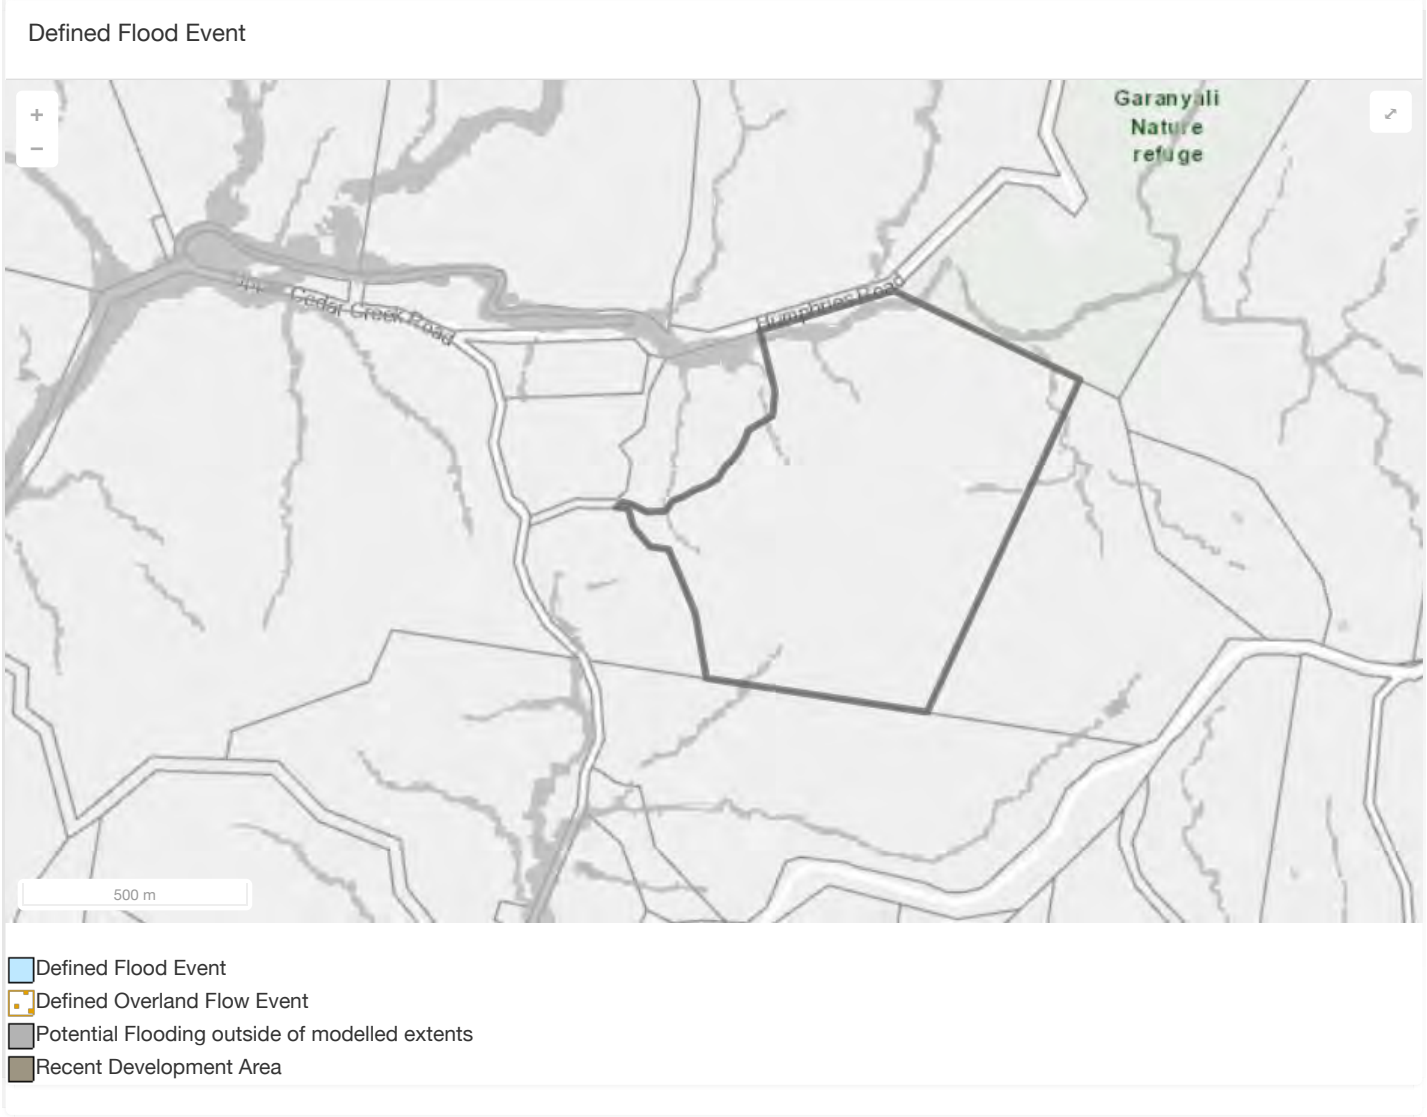 Defined Flood Event
+
−
Garanyali
Nature
refuge
Cedar Creek Road
Humphries Road
500 m
Defined Flood Event
Defined Overland Flow Event
Potential Flooding outside of modelled extents
Recent Development Area